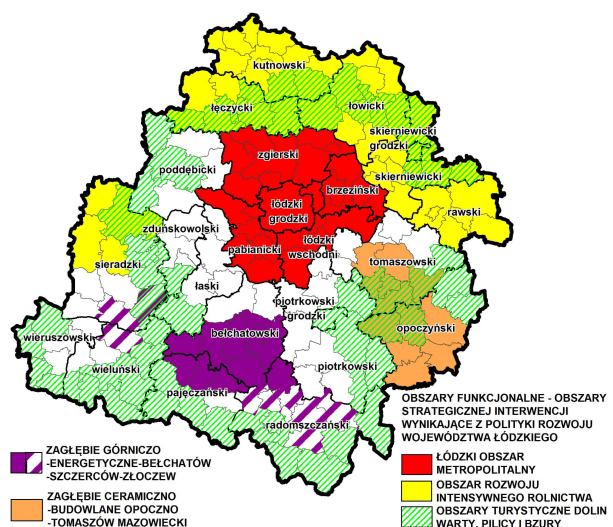 kutnowski
łęczycki
łowicki
skierniewicki
grodzki
zgierski
poddębicki
skierniewicki
brzeziński
łódzki
grodzki
rawski
zduńskowolski
łódzki
wschodni
pabianicki
sieradzki
tomaszowski
łaski
piotrkowski
grodzki
bełchatowski
opoczyński
wieruszowski
wieluński
piotrkowski
pajęczański
radomszczański
OBSZARY FUNKCJONALNE - OBSZARY
STRATEGICZNEJ INTERWENCJI
WYNIKAJĄCE Z POLITYKI ROZWOJU
WOJEWÓDZTWA ŁÓDZKIEGO
ZAGŁĘBIE GÓRNICZO
-ENERGETYCZNE-BEŁCHATÓW
-SZCZERCÓW-ZŁOCZEW
ZAGŁĘBIE CERAMICZNO
-BUDOWLANE OPOCZNO
-TOMASZÓW MAZOWIECKI
ŁÓDZKI OBSZAR
METROPOLITALNY
OBSZAR ROZWOJU
INTENSYWNEGO ROLNICTWA
OBSZARY TURYSTYCZNE DOLIN
WARTY, PILICY I BZURY